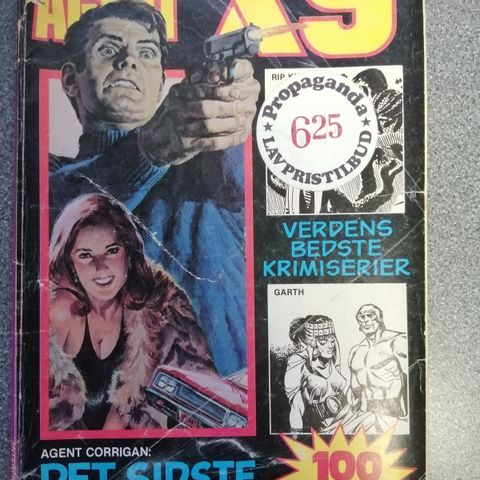 AGENT
X9
RIP K
Propaganda
6.25
LAVPRISTILBUD
VERDENS
BEDSTE
KRIMISERIER
GARTH
AGENT CORRIGAN:
DET SIDSTE
100